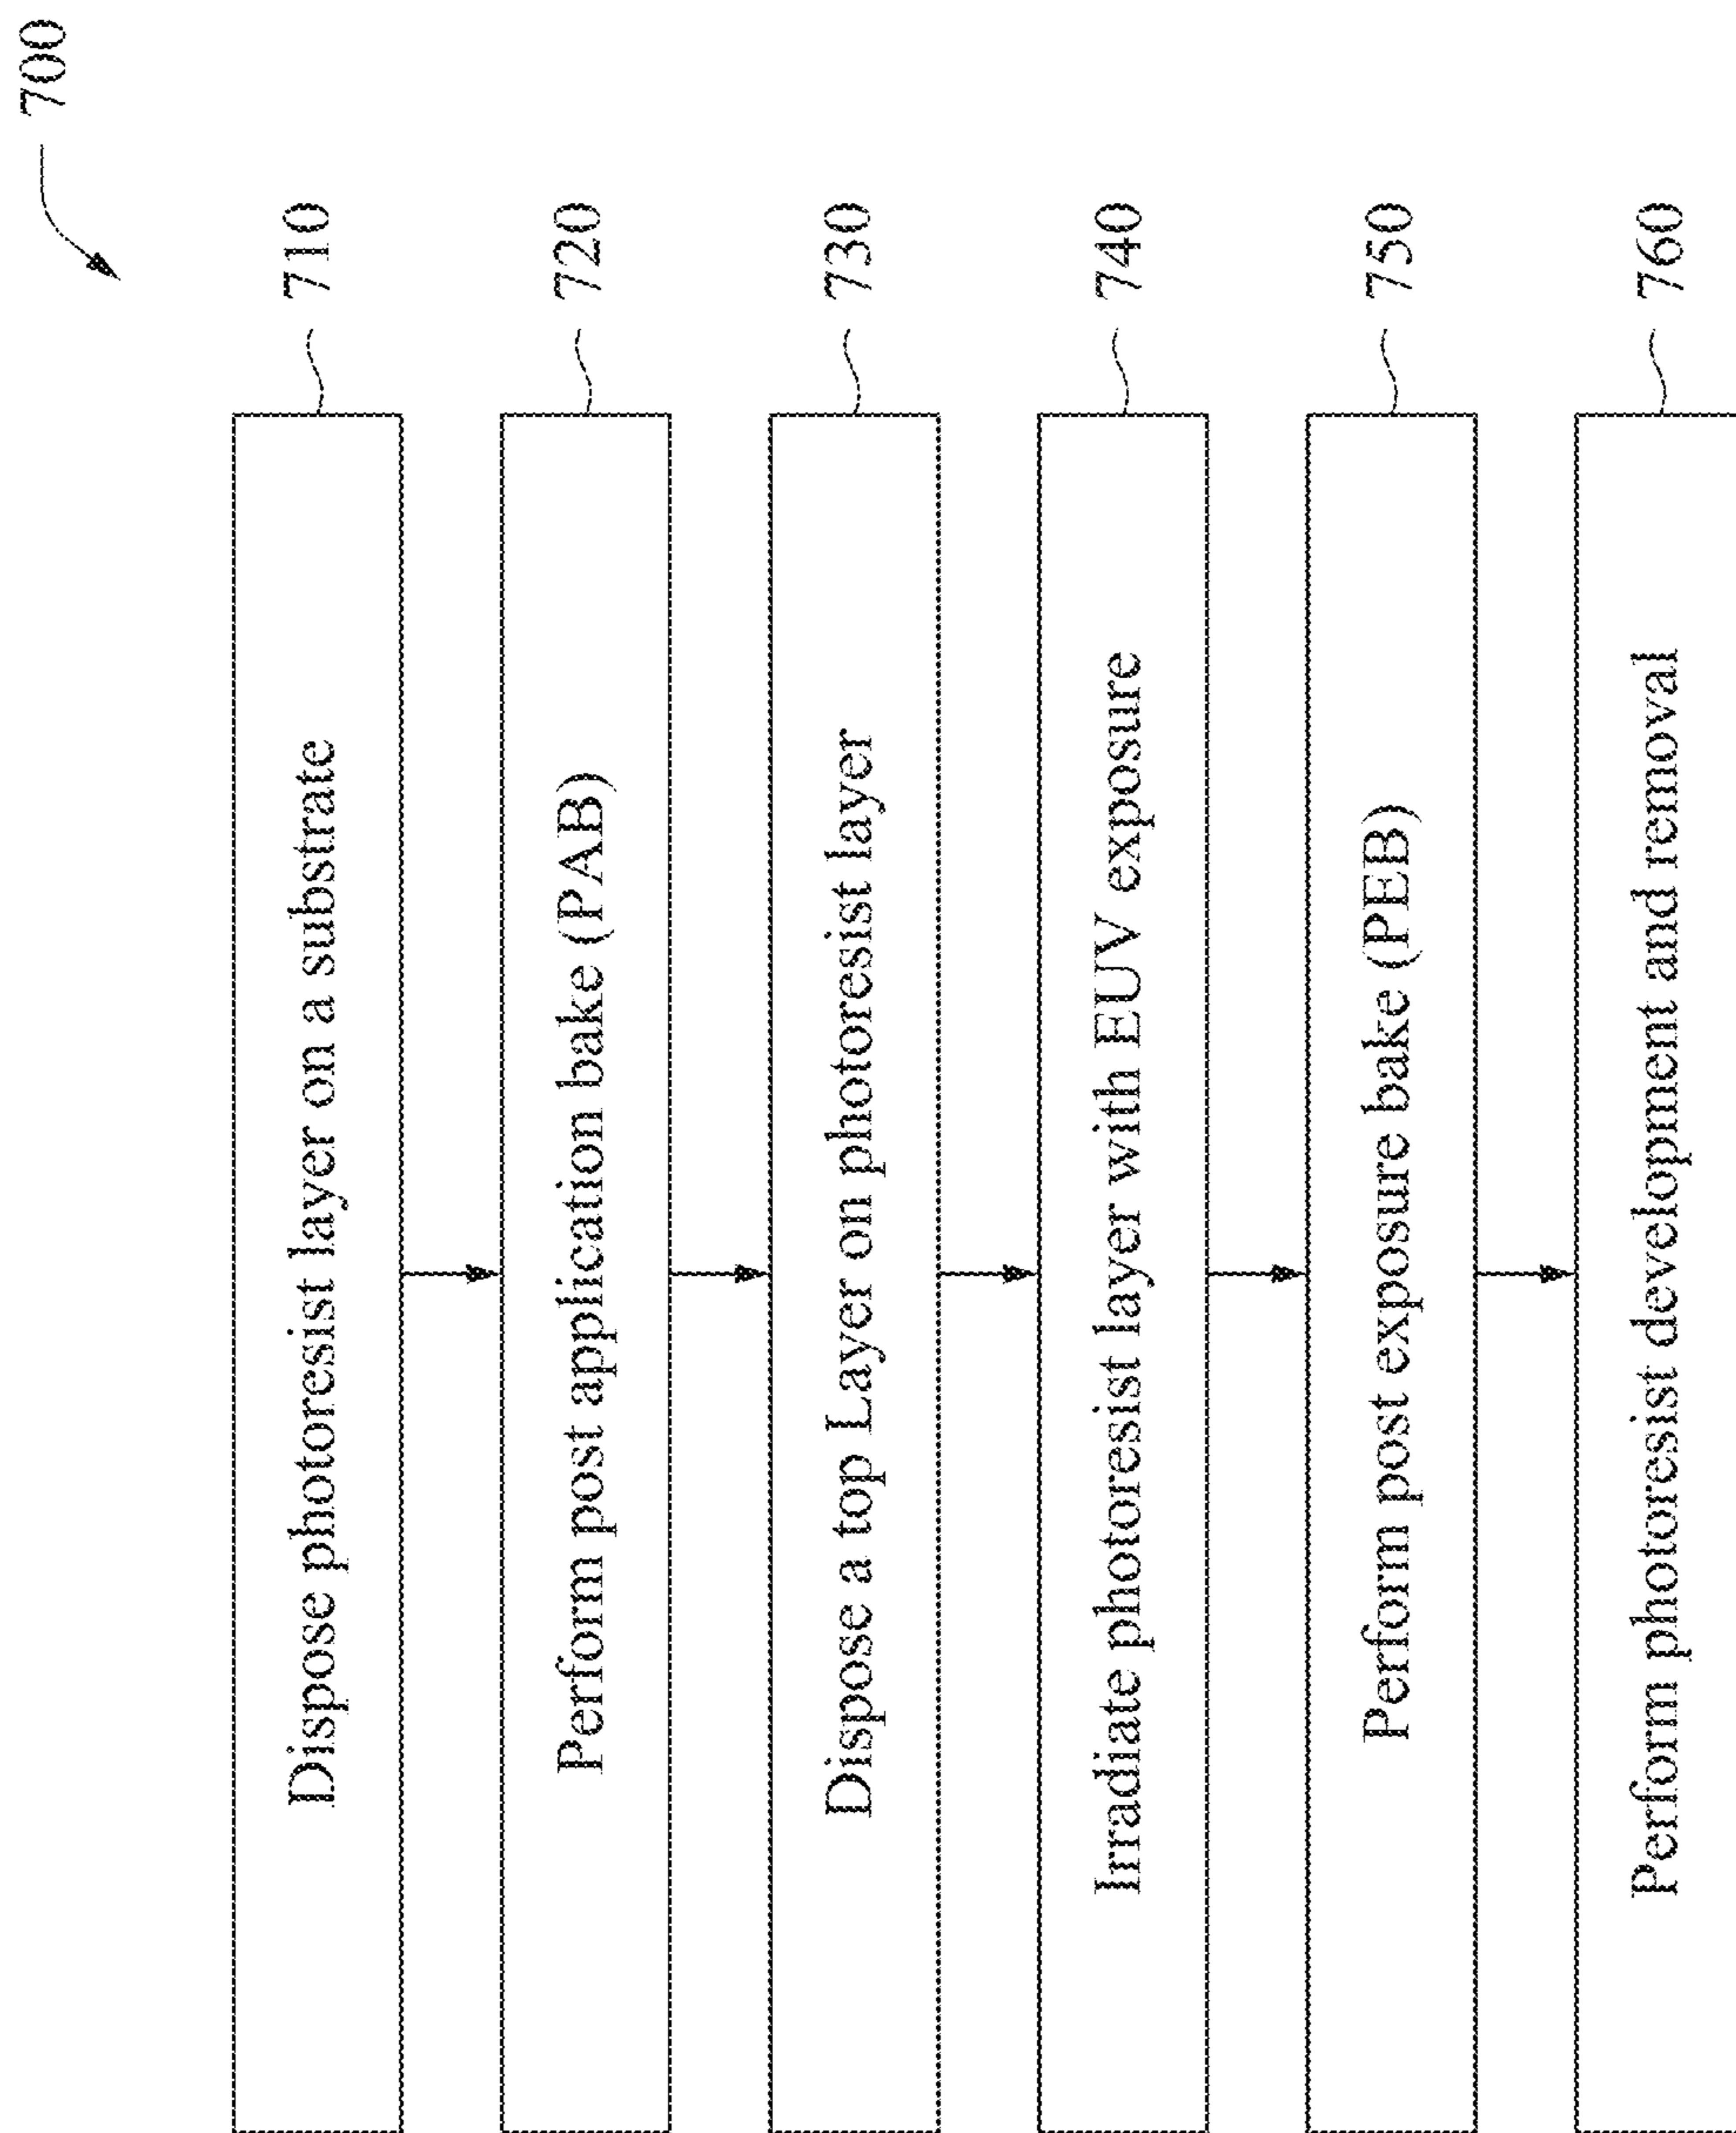 700
Dispose photoresist layer on a substrate
710
Perform post application bake (PAB)
720
Dispose a top Layer on photoresist layer
730
Irradiate photoresist layer with EUV exposure
740
Perform post exposure bake (PEB)
750
Perform photoresist development and removal
760